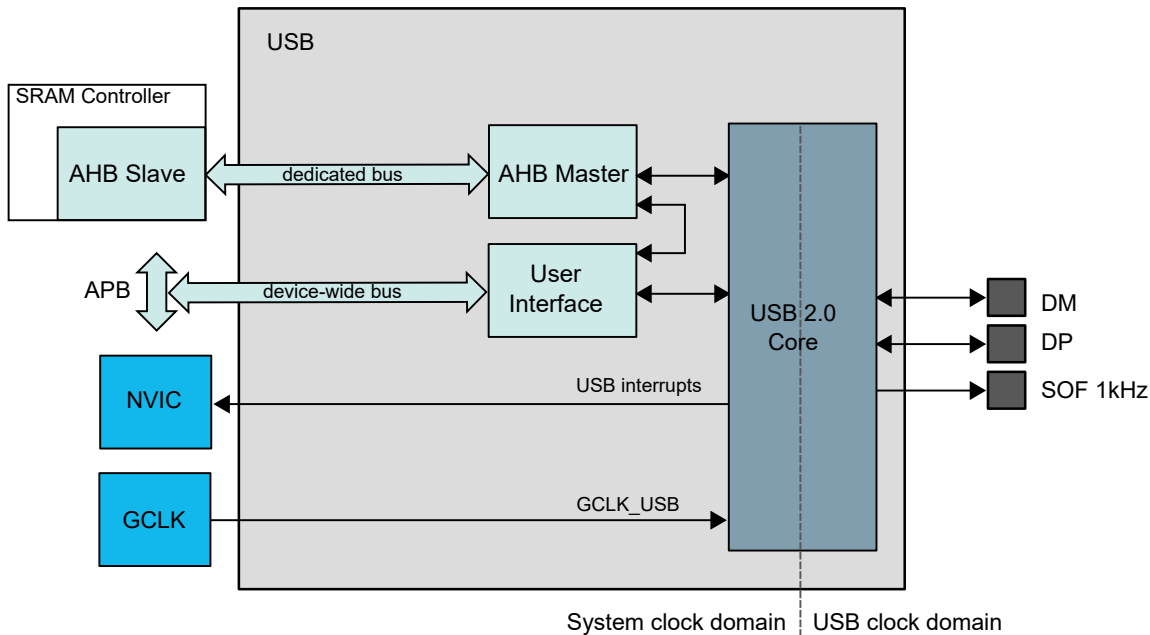 USB
SRAM Controller
AHB Slave
dedicated bus
AHB Master
APB
device-wide bus
User
Interface
USB 2.0
Core
DM
DP
SOF 1kHz
NVIC
USB interrupts
GCLK
GCLK_USB
System clock domain
USB clock domain